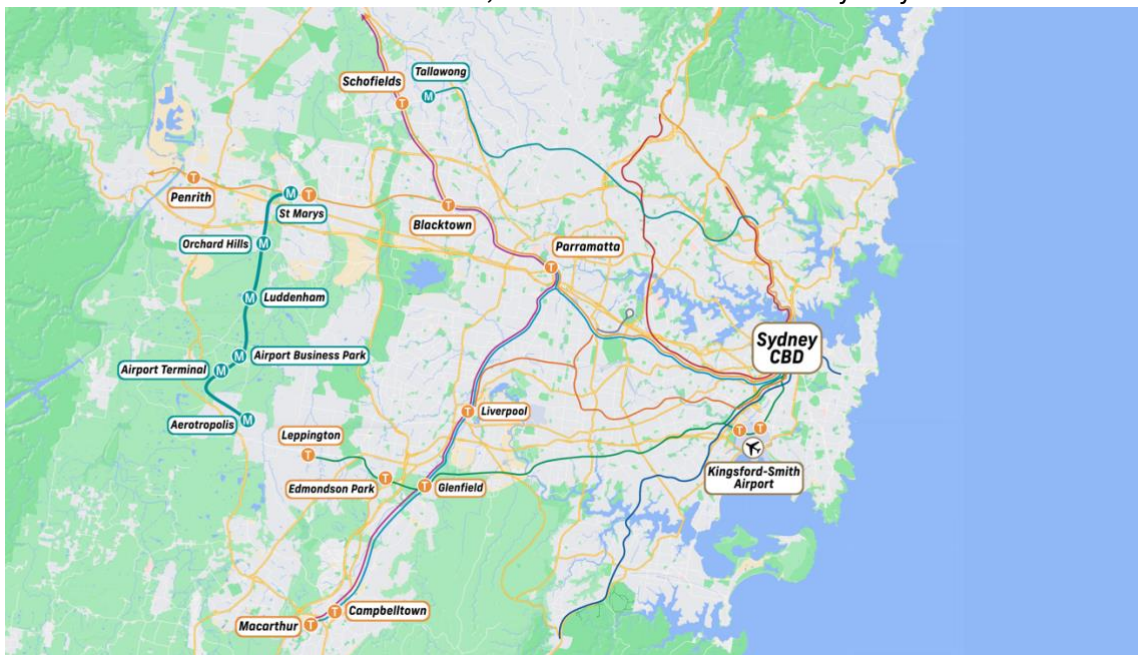 Schofields
T
Tallawong
M
Penrith
T
M
T
St Marys
Blacktown
T
Orchard Hills
M
Parramatta
T
M
Luddenham
Airport Business Park
M
Airport Terminal
M
Sydney
CBD
Aerotropolis
M
Liverpool
T
Leppington
T
T
T
Kingsford-Smith
Airport
Edmondson Park
T
T
Glenfield
Macarthur
T
T
Campbelltown